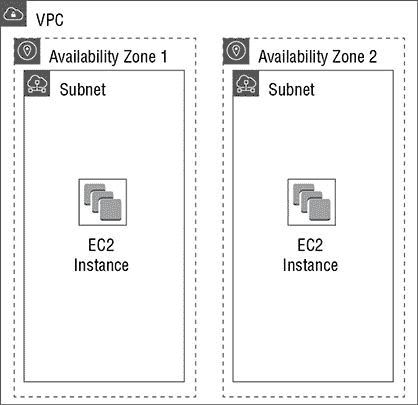 VPC
Availability Zone 1
Availability Zone 2
Subnet
Subnet
EC2
Instance
EC2
Instance